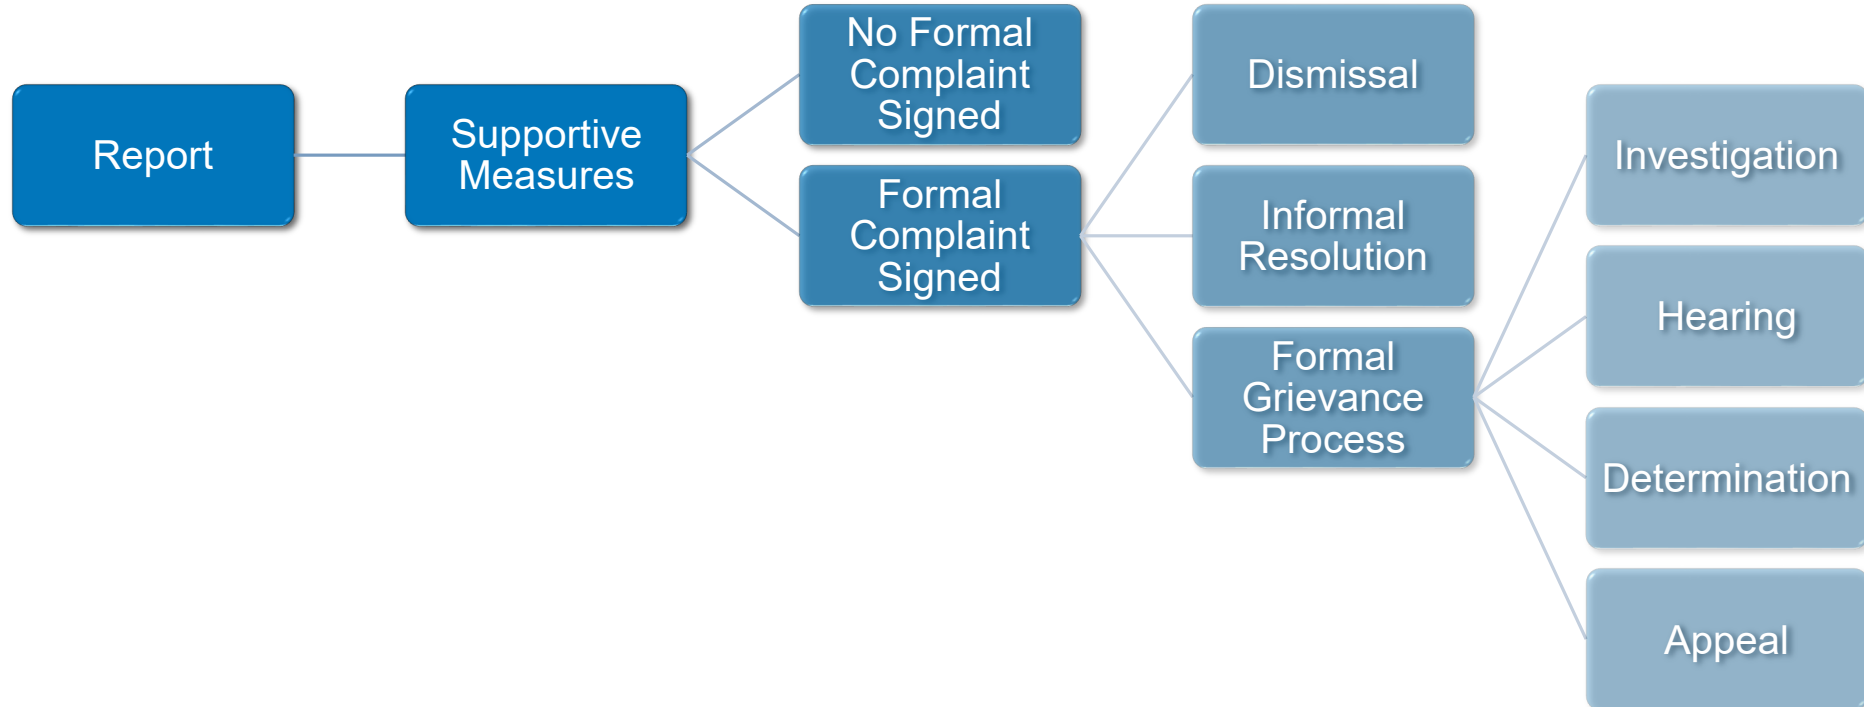 Report
Supportive
Measures
No Formal
Complaint
Signed
Formal
Complaint
Signed
Dismissal
Informal
Resolution
Formal
Grievance
Process
Investigation
Hearing
Determination
Appeal